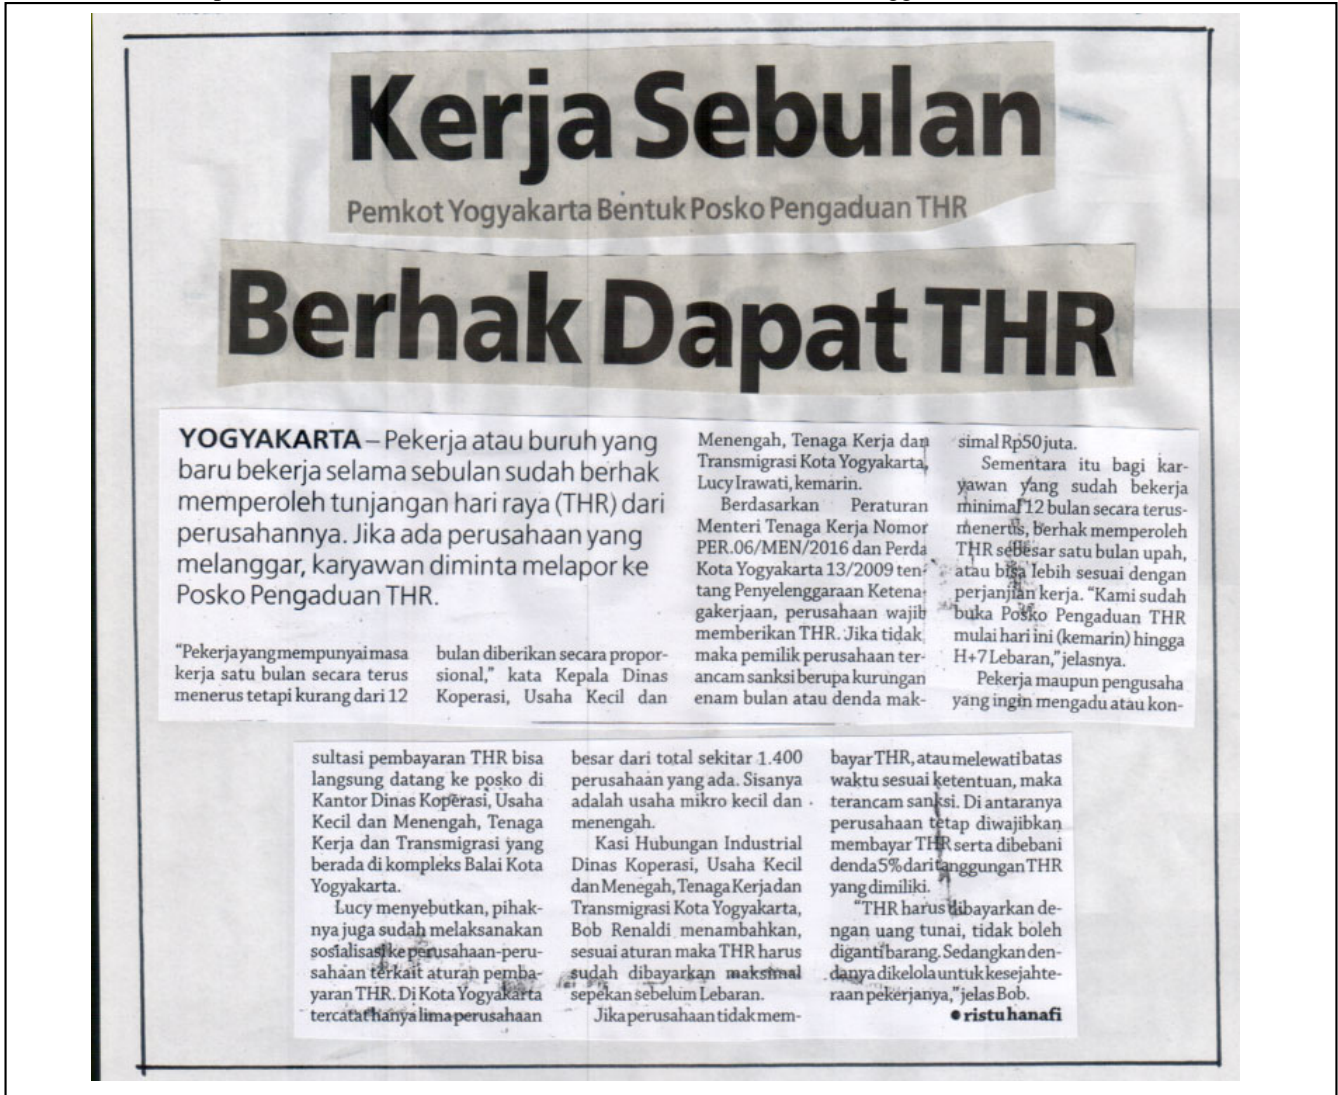 Kerja Sebulan
Pemkot Yogyakarta Bentuk Posko Pengaduan THR
Berhak Dapat THR
YOGYAKARTA – Pekerja atau buruh yang
baru bekerja selama sebulan sudah berhak
memperoleh tunjangan hari raya (THR) dari
perusahannya. Jika ada perusahaan yang
melanggar, karyawan diminta melapor ke
Posko Pengaduan THR.
"Pekerja yang mempunyai masa
kerja satu bulan secara terus
menerus tetapi kurang dari 12
bulan diberikan secara propor-
sional," kata Kepala Dinas
Koperasi, Usaha Kecil dan
Menengah, Tenaga Kerja dan
Transmigrasi Kota Yogyakarta,
Lucy Irawati, kemarin.
Berdasarkan Peraturan
Menteri Tenaga Kerja Nomor
PER.06/MEN/2016 dan Perda
Kota Yogyakarta 13/2009 ten-
tang Penyelenggaraan Ketena-
gakerjaan, perusahaan wajib
memberikan THR. Jika tidak
maka pemilik perusahaan ter-
ancam sanksi berupa kurungan
enam bulan atau denda mak-
simal Rp50 juta.
Sementara itu bagi kar-
yawan yang sudah bekerja
minimal 12 bulan secara terus-
menerus, berhak memperoleh
THR sebesar satu bulan upah,
atau bisa lebih sesuai dengan
perjanjian kerja. "Kami sudah
buka Posko Pengaduan THR
mulai hari ini (kemarin) hingga
H+7 Lebaran," jelasnya.
Pekerja maupun pengusaha
yang ingin mengadu atau kon-
sultasi pembayaran THR bisa
langsung datang ke posko di
Kantor Dinas Koperasi, Usaha
Kecil dan Menengah, Tenaga
Kerja dan Transmigrasi yang
berada di kompleks Balai Kota
Yogyakarta.
Lucy menyebutkan, pihak-
nya juga sudah melaksanakan
sosialisasi ke perusahaan-peru-
sahaan terkait aturan pemba-
yaran THR. Di Kota Yogyakarta
tercatat hanya lima perusahaan
besar dari total sekitar 1.400
perusahaan yang ada. Sisanya
adalah usaha mikro kecil dan
menengah.
Kasi Hubungan Industrial
Dinas Koperasi, Usaha Kecil
dan Menegah, Tenaga Kerja dan
Transmigrasi Kota Yogyakarta,
Bob Renaldi menambahkan,
sesuai aturan maka THR harus
sudah dibayarkan maksimal
sepekan sebelum Lebaran.
Jika perusahaan tidak mem-
bayar THR, atau melewati batas
waktu sesuai ketentuan, maka
terancam sanksi. Di antaranya
perusahaan tetap diwajibkan
membayar THR serta dibebani
denda 5% dari tanggungan THR
yang dimiliki.
"THR harus dibayarkan de-
ngan uang tunai, tidak boleh
diganti barang. Sedangkan den-
danya dikelola untuk kesejahte-
raan pekerjanya," jelas Bob.
● ristu hanafi